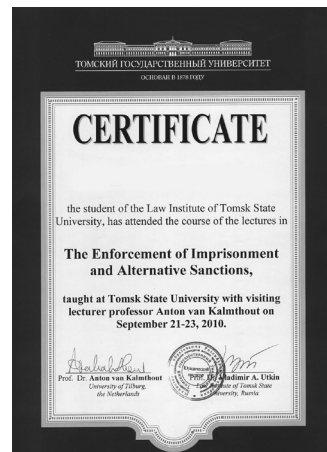 ТОМСКИЙ ГОСУДАРСТВЕННЫЙ УНИВЕРСИТЕТ
ОСНОВАН В 1878 ГОДУ
CERTIFICATE
the student of the Law Institute of Tomsk State
University, has attended the course of the lectures in
The Enforcement of Imprisonment
and Alternative Sanctions,
taught at Tomsk State University with visiting
lecturer professor Anton van Kalmthout on
September 21-23, 2010.
Prof. Dr. Anton van Kalmthout
University of Tilburg,
the Netherlands
Prof. Dr. Vladimir A. Utkin
Law Institute of Tomsk State
University, Russia